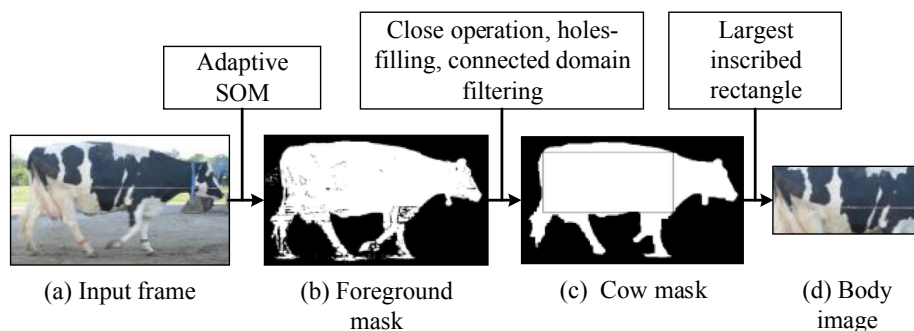 Adaptive
SOM
Close operation, holes-
filling, connected domain
filtering
Largest
inscribed
rectangle
(a) Input frame
(b) Foreground
mask
(c) Cow mask
(d) Body
image